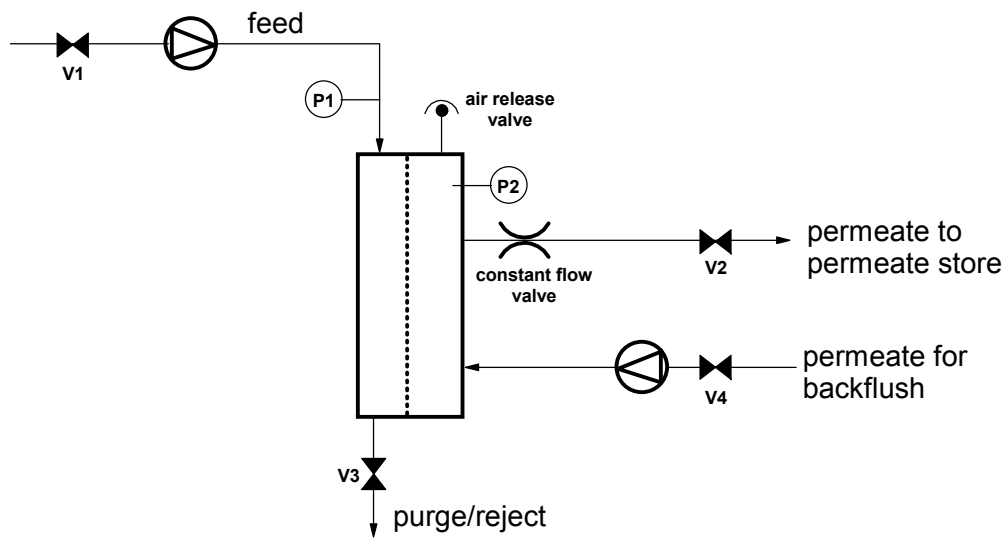 feed
V1
P1
air release
valve
P2
constant flow
valve
V2
permeate to
permeate store
V4
permeate for
backflush
V3
purge/reject